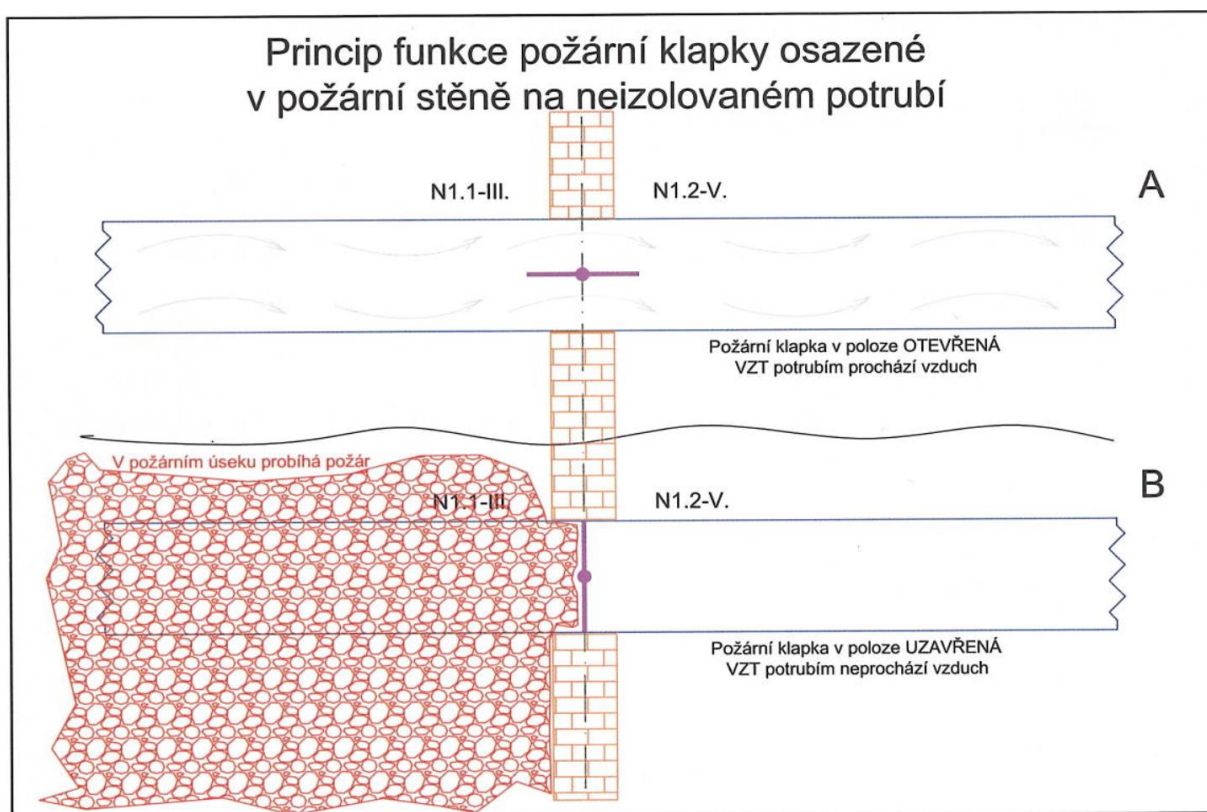 Princip funkce požární klapky osazené
v požární stěně na neizolovaném potrubí
N1.1-III.
N1.2-V.
A
Požární klapka v poloze OTEVŘENÁ
VZT potrubím prochází vzduch
V požárním úseku probíhá požár
N1.1-III.
N1.2-V.
B
Požární klapka v poloze UZAVŘENÁ
VZT potrubím neprochází vzduch